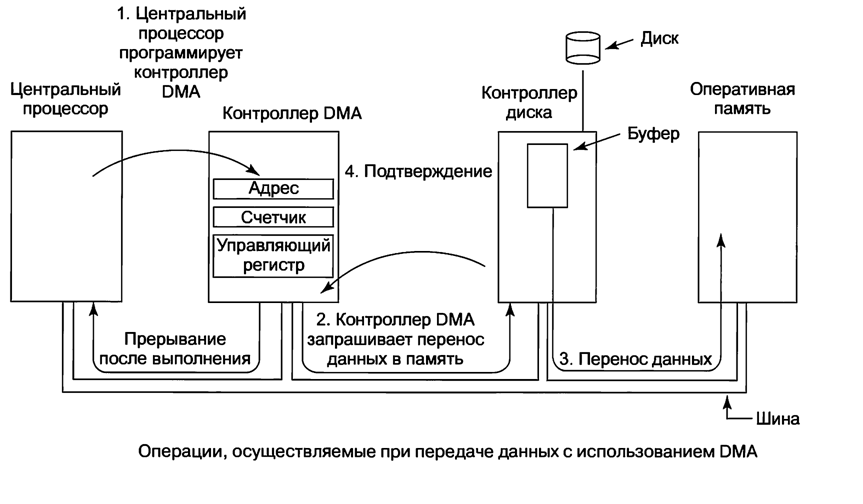 1. Центральный
процессор
программирует
контроллер
DMA
Диск
Центральный
процессор
Контроллер DMA
Контроллер
диска
Оперативная
память
Буфер
4. Подтверждение
Адрес
Счетчик
Управляющий
регистр
Прерывание
после выполнения
2. Контроллер DMA
запрашивает перенос
данных в память
3. Перенос данных
Шина
Операции, осуществляемые при передаче данных с использованием DMA